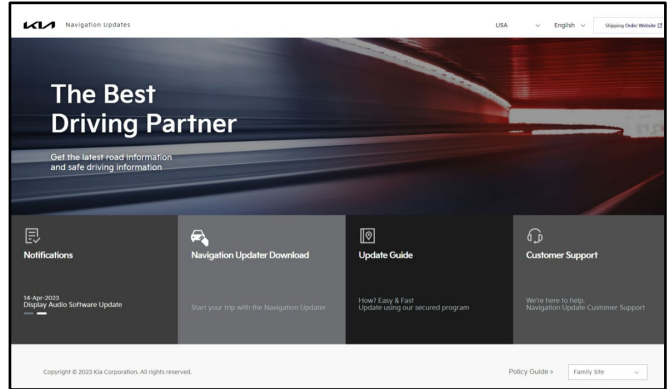 KIA Navigation Updates
USA English Shipping Order Website
The Best
Driving Partner
Get the latest road information
and safe driving information
Notifications
14-Apr-2023
Display Audio Software Update
Navigation Updater Download
Start your trip with the Navigation Updater
Update Guide
How? Easy & Fast
Update using our secured program
Customer Support
We're here to help.
Navigation Update Customer Support
Copyright © 2023 Kia Corporation. All rights reserved.
Policy Guide >
Family Site